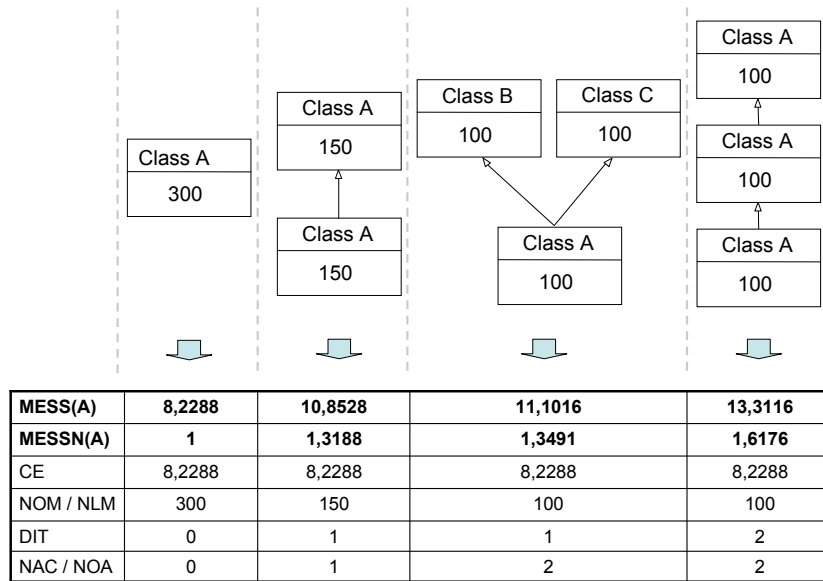 Class A
300
Class A
150
Class A
150
Class B
100
Class C
100
Class A
100
Class A
100
Class A
100
Class A
100
MESS(A) 8,2288 10,8528 11,1016 13,3116
MESSN(A) 1 1,3188 1,3491 1,6176
CE 8,2288 8,2288 8,2288 8,2288
NOM / NLM 300 150 100 100
DIT 0 1 1 2
NAC / NOA 0 1 2 2